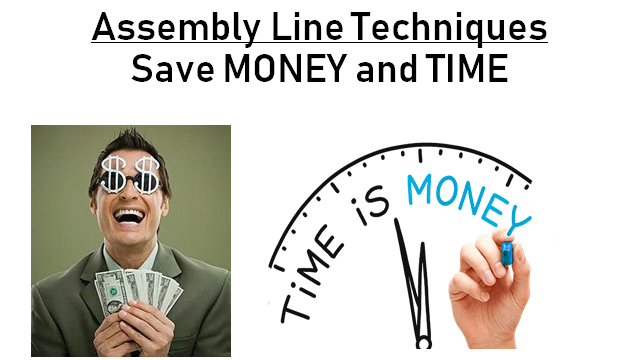 Assembly Line Techniques
Save MONEY and TIME
$$
TiME iS MONEY